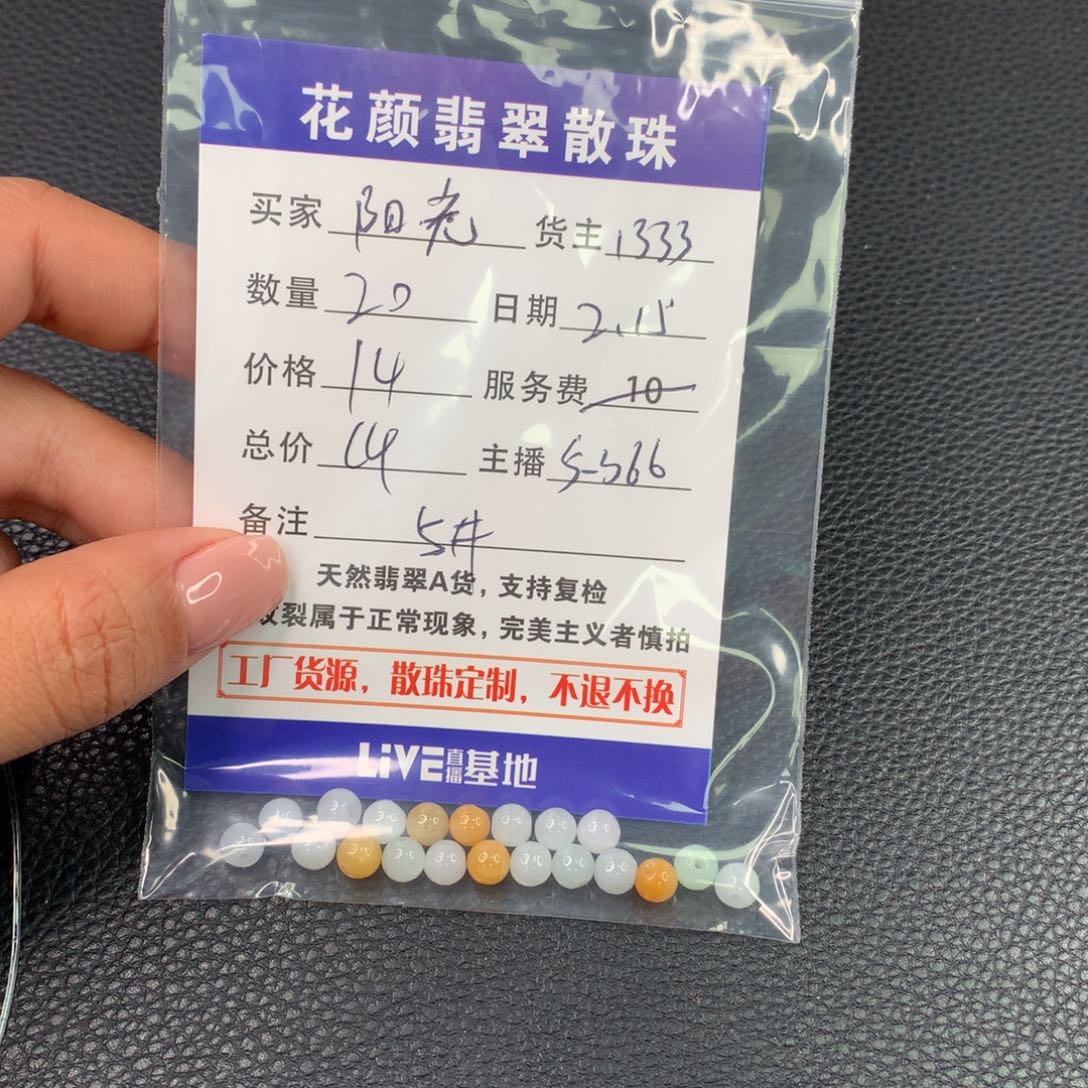 花颜翡翠散珠
买家 阳光 货主 1333
数量 20 日期 2.15
价格 14 服务费 10
总价 14 主播 5-366
备注 5#
天然翡翠A货，支持复检
纹裂属于正常现象，完美主义者慎拍
工厂货源，散珠定制，不退不换
LiVE直播基地